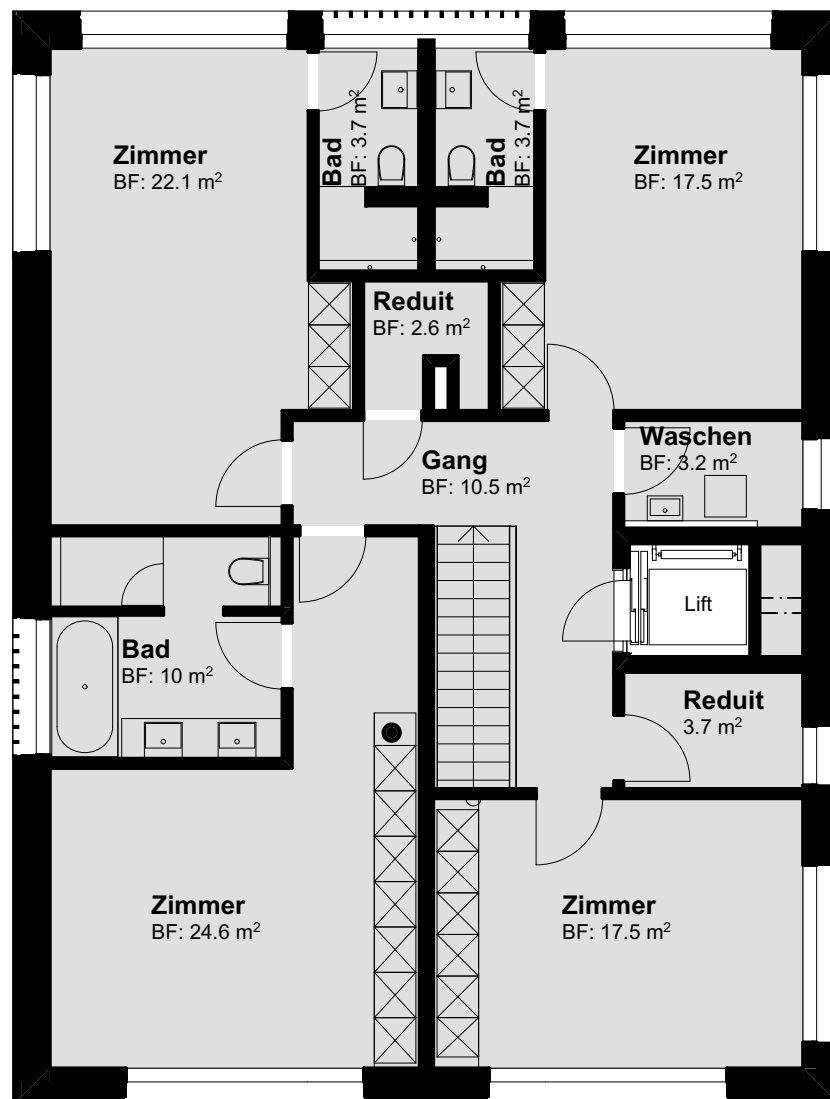 Zimmer
BF: 22.1 m²
Bad
BF: 3.7 m²
Bad
BF: 3.7 m²
Zimmer
BF: 17.5 m²
Reduit
BF: 2.6 m²
Gang
BF: 10.5 m²
Waschen
BF: 3.2 m²
Lift
Bad
BF: 10 m²
Reduit
3.7 m²
Zimmer
BF: 24.6 m²
Zimmer
BF: 17.5 m²